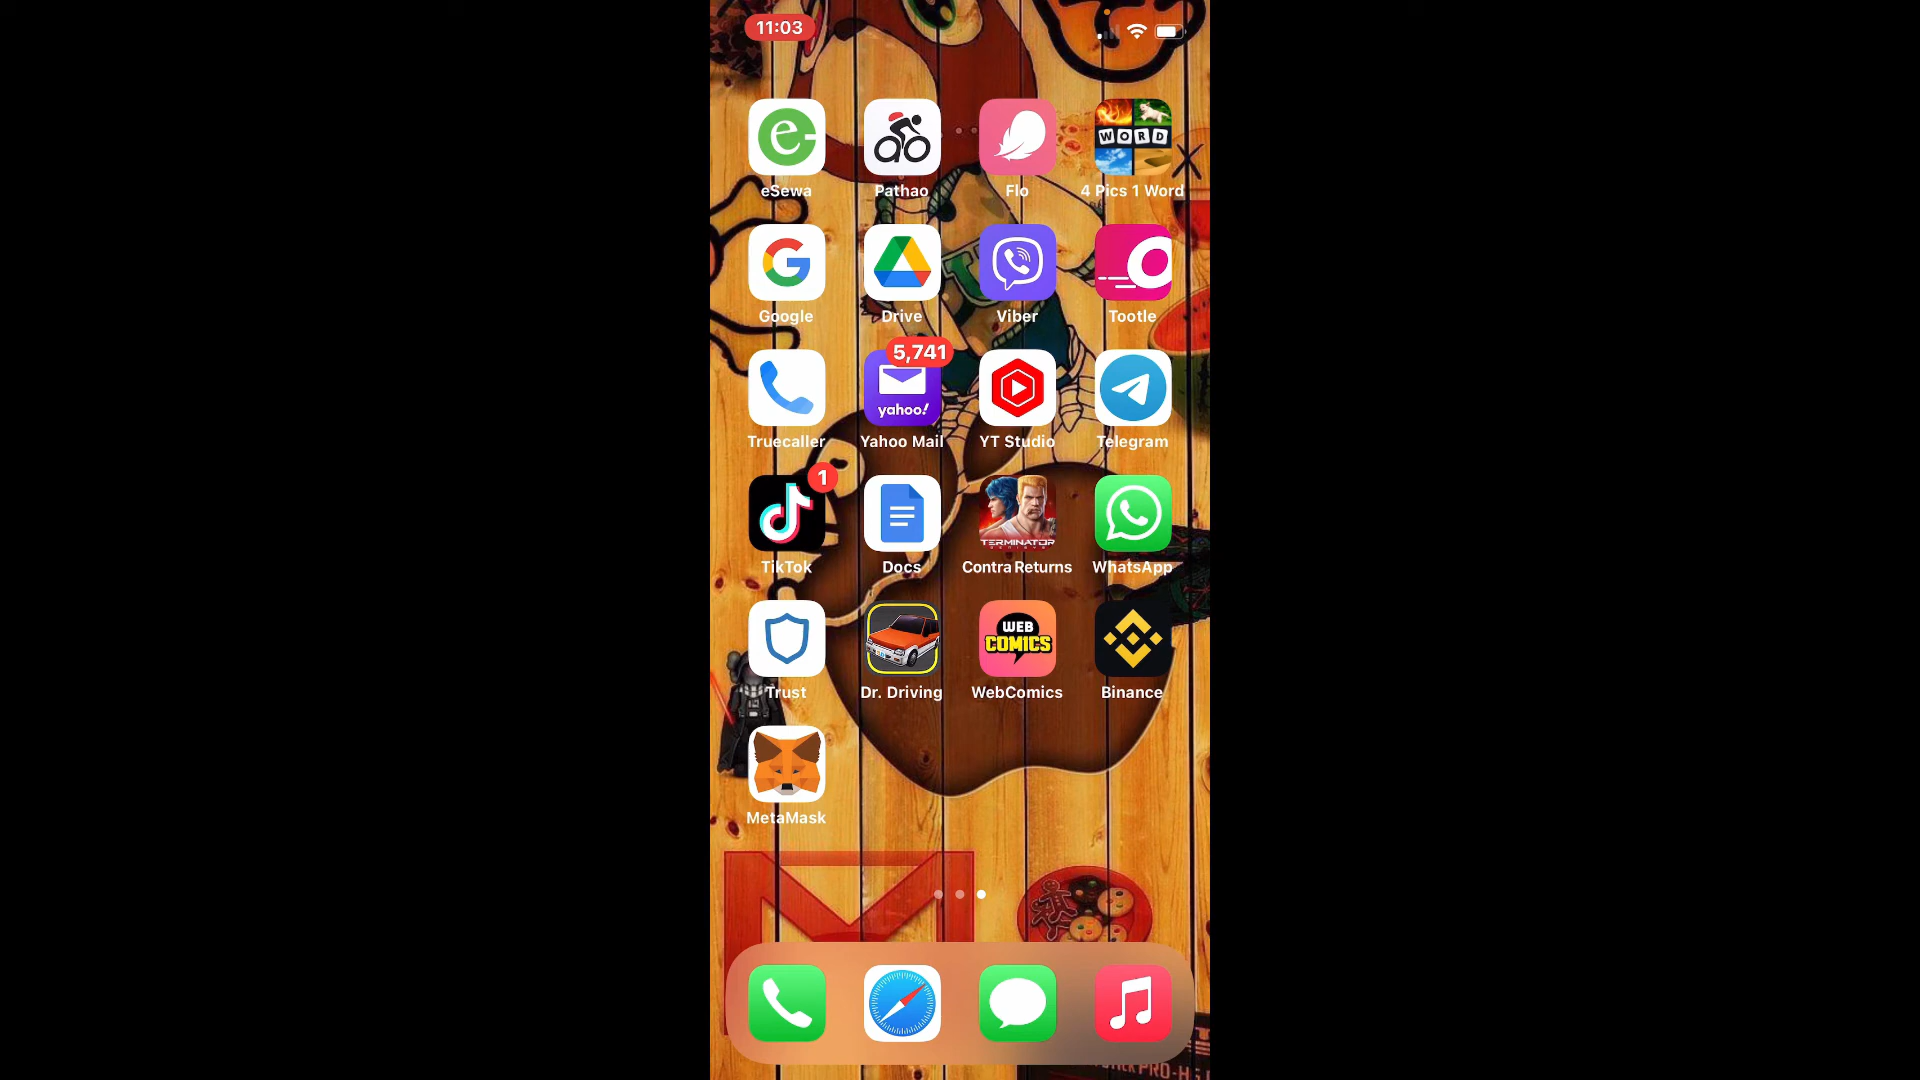 11:03
WORD
eSewa Pathao Flo 4 Pics 1 Word
Google Drive Viber Tootle
5,741
yahoo!
Truecaller Yahoo Mail YT Studio Telegram
1
TERMINATOR
TikTok Docs Contra Returns WhatsApp
WEB
COMICS
Trust Dr. Driving WebComics Binance
MetaMask
PRO-HG